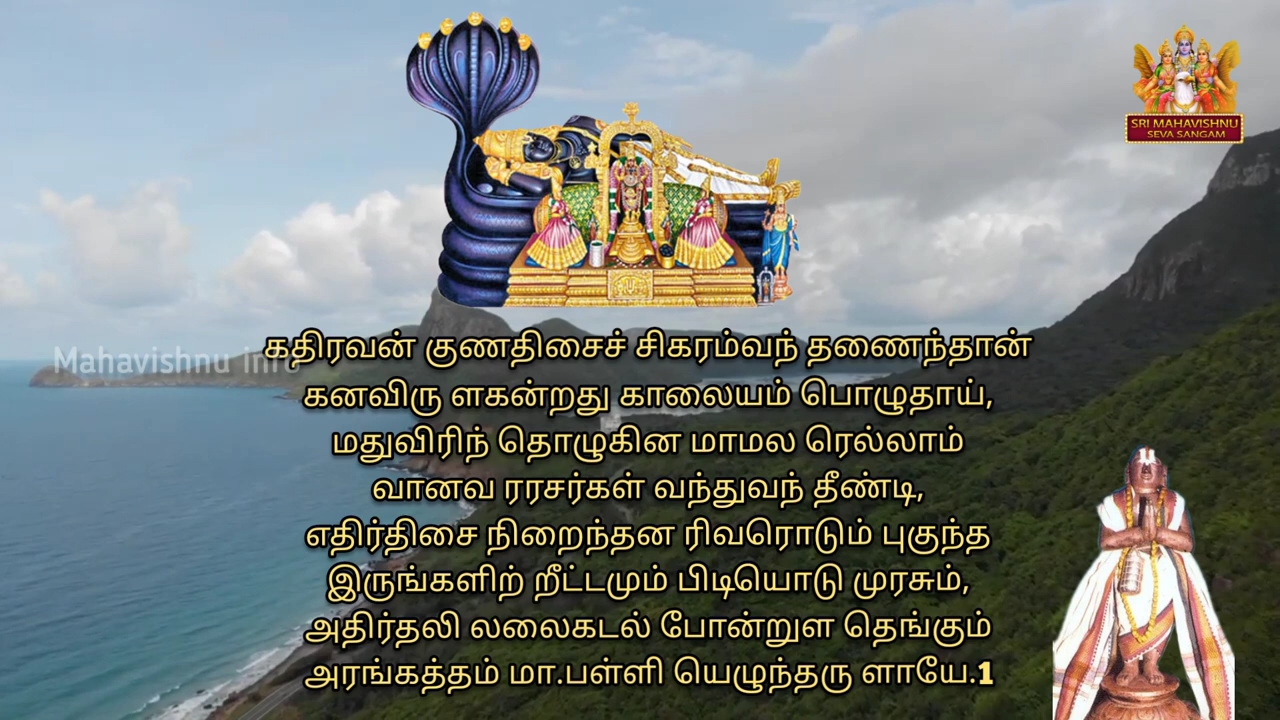 SRI MAHAVISHNU
SEVA SANGAM
Mahavishnu info
கதிரவன் குணதிசைச் சிகரம்வந் தணைந்தான்
கனவிரு ளகன்றது காலையம் பொழுதாய்,
மதுவிரிந் தொழுகின மாமல ரெல்லாம்
வானவ ரரசர்கள் வந்துவந் தீண்டி,
எதிர்திசை நிறைந்தன ரிவரொடும் புகுந்த
இருங்களிற் றீட்டமும் பிடியொடு முரசும்,
அதிர்தலி லலைகடல் போன்றுள தெங்கும்
அரங்கத்தம் மா.பள்ளி யெழுந்தரு ளாயே.1